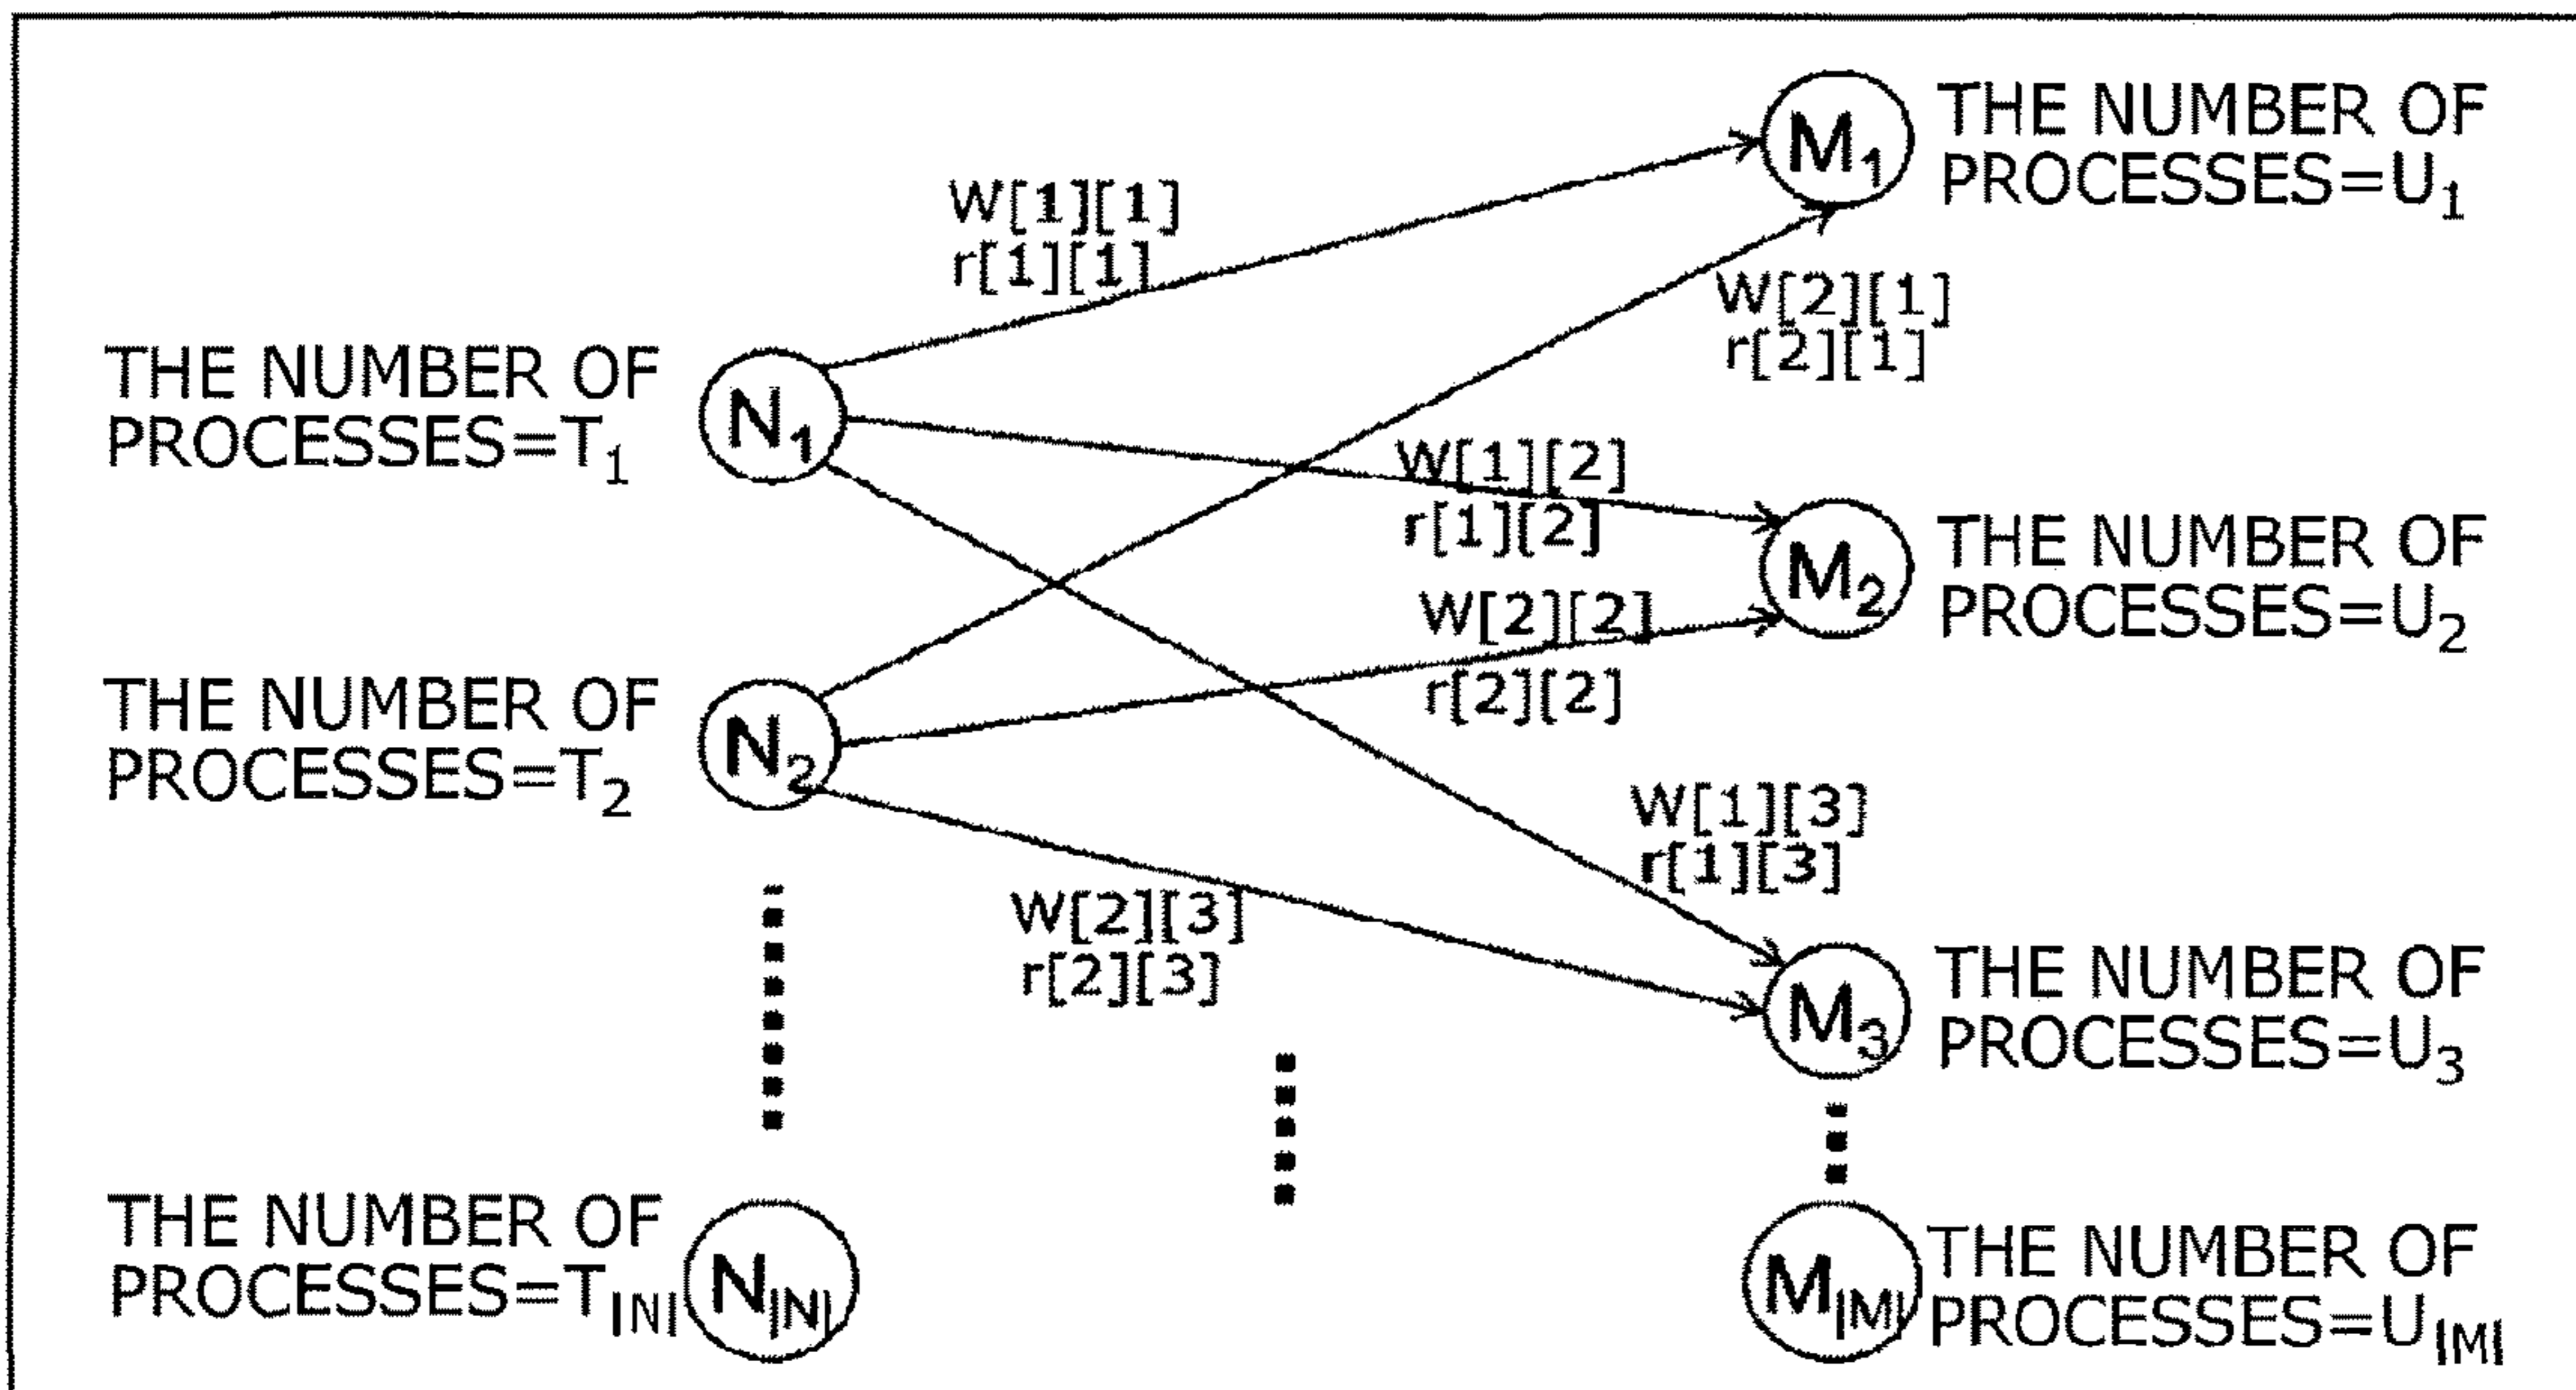 M1
THE NUMBER OF
PROCESSES=U1
W[1][1]
r[1][1]
W[2][1]
r[2][1]
THE NUMBER OF
PROCESSES=T1
N1
W[1][2]
r[1][2]
M2
THE NUMBER OF
PROCESSES=U2
W[2][2]
r[2][2]
THE NUMBER OF
PROCESSES=T2
N2
W[1][3]
r[1][3]
W[2][3]
r[2][3]
M3
THE NUMBER OF
PROCESSES=U3
THE NUMBER OF
PROCESSES=T|N|
N|N|
M|M|
THE NUMBER OF
PROCESSES=U|M|